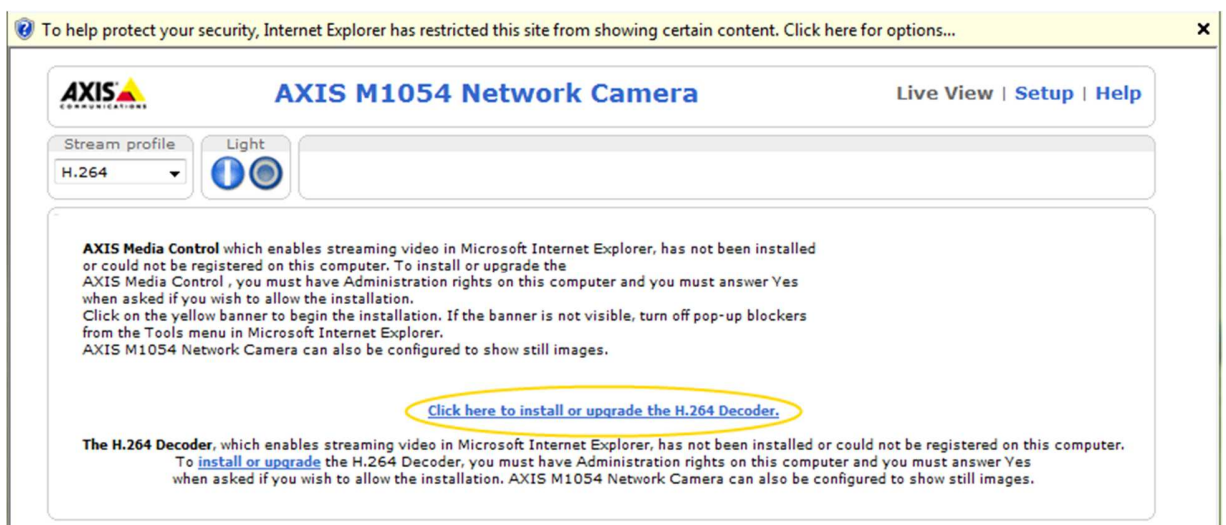 To help protect your security, Internet Explorer has restricted this site from showing certain content. Click here for options...
AXIS
COMMUNICATIONS
AXIS M1054 Network Camera
Live View | Setup | Help
Stream profile
Light
H.264
AXIS Media Control which enables streaming video in Microsoft Internet Explorer, has not been installed
or could not be registered on this computer. To install or upgrade the
AXIS Media Control , you must have Administration rights on this computer and you must answer Yes
when asked if you wish to allow the installation.
Click on the yellow banner to begin the installation. If the banner is not visible, turn off pop-up blockers
from the Tools menu in Microsoft Internet Explorer.
AXIS M1054 Network Camera can also be configured to show still images.
Click here to install or upgrade the H.264 Decoder.
The H.264 Decoder, which enables streaming video in Microsoft Internet Explorer, has not been installed or could not be registered on this computer.
To install or upgrade the H.264 Decoder, you must have Administration rights on this computer and you must answer Yes
when asked if you wish to allow the installation. AXIS M1054 Network Camera can also be configured to show still images.